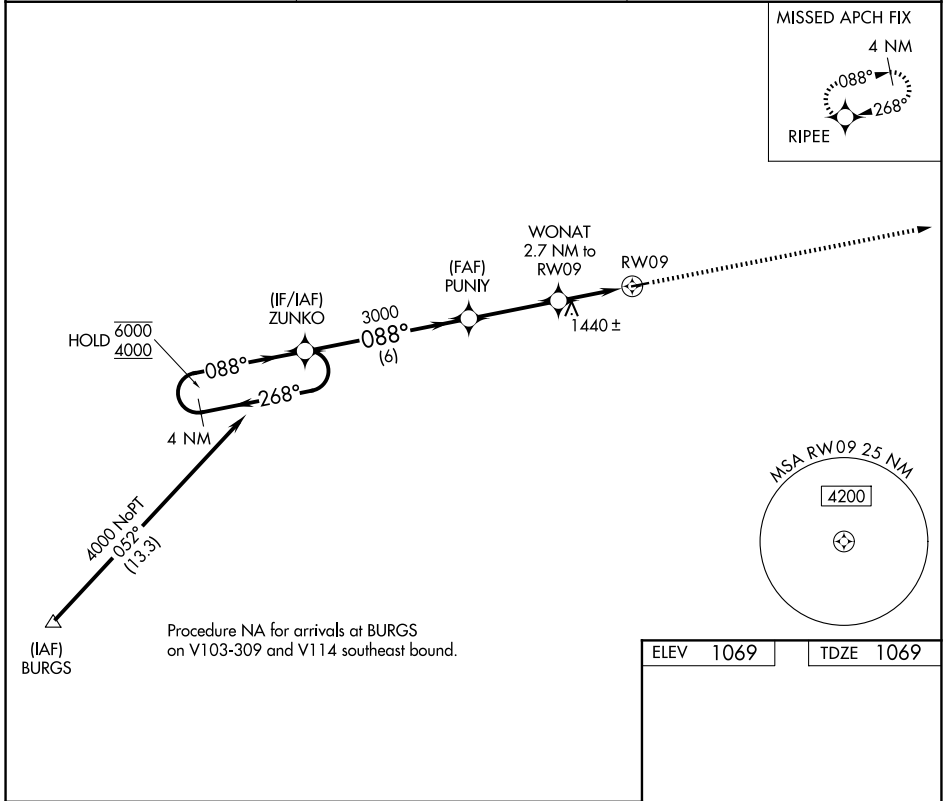 MISSED APCH FIX
4 NM
088°
268°
RIPEE
WONAT
2.7 NM to
RW09
RW09
(FAF)
PUNIY
1440 ±
(IF/IAF)
ZUNKO
3000
088°
(6)
HOLD 6000
4000
088°
268°
4 NM
4000 NoPT
052°
(13.3)
(IAF)
BURGS
Procedure NA for arrivals at BURGS
on V103-309 and V114 southeast bound.
MSA RW09 25 NM
4200
ELEV 1069
TDZE 1069